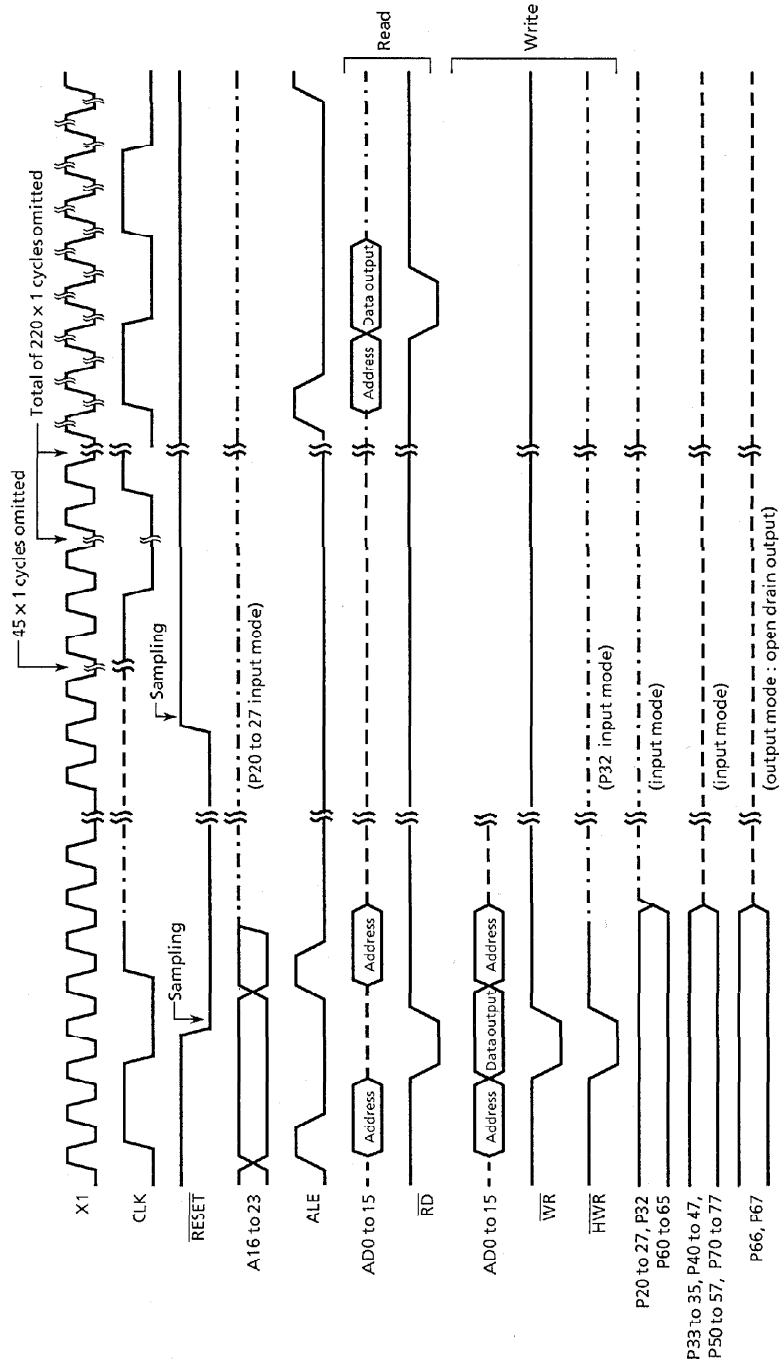 45 x 1 cycles omitted
Total of 220 x 1 cycles omitted
X1
CLK
Sampling
Sampling
RESET
A16 to 23
(P20 to 27 input mode)
ALE
AD0 to 15
Address
Address
Address
Data output
Read
RD
AD0 to 15
Address
Data output
Address
Write
WR
HWR
(P32 input mode)
P20 to 27, P32
P60 to 65
(input mode)
P33 to 35, P40 to 47,
P50 to 57, P70 to 77
(input mode)
P66, P67
(output mode : open drain output)